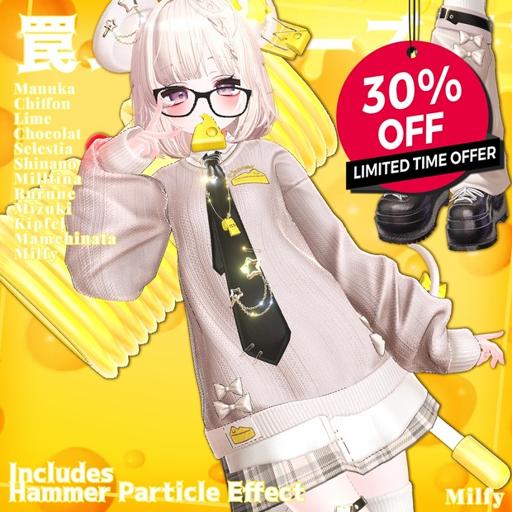 罠
30%
OFF
LIMITED TIME OFFER
Manuka
Chiffon
Lime
Chocolat
Selestia
Shinano
Milltina
Rurune
Mizuki
Kipfel
Mamehinata
Milfy
Includes
Hammer Particle Effect
Milfy